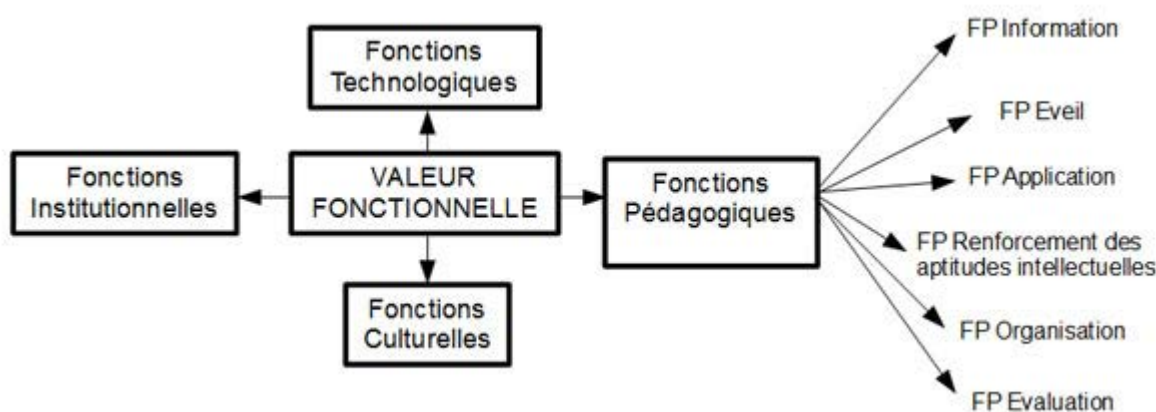 Fonctions
Technologiques
Fonctions
Institutionnelles
VALEUR
FONCTIONNELLE
Fonctions
Pédagogiques
Fonctions
Culturelles
FP Information
FP Eveil
FP Application
FP Renforcement des
aptitudes intellectuelles
FP Organisation
FP Evaluation